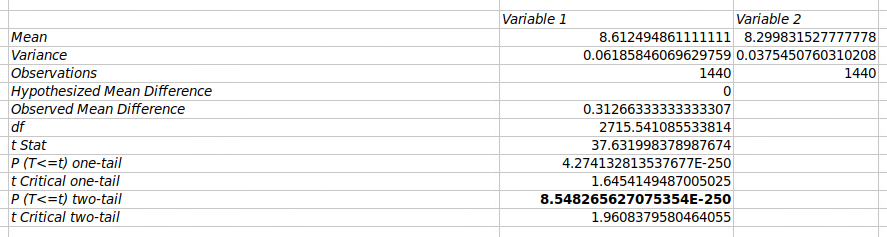 Variable 1 Variable 2
Mean 8.612494861111111 8.299831527777778
Variance 0.06185846069629759 0.0375450760310208
Observations 1440 1440
Hypothesized Mean Difference 0
Observed Mean Difference 0.31266333333333307
df 2715.541085533814
t Stat 37.631998378987674
P (T<=t) one-tail 4.274132813537677E-250
t Critical one-tail 1.6454149487005025
P (T<=t) two-tail 8.548265627075354E-250
t Critical two-tail 1.9608379580464055